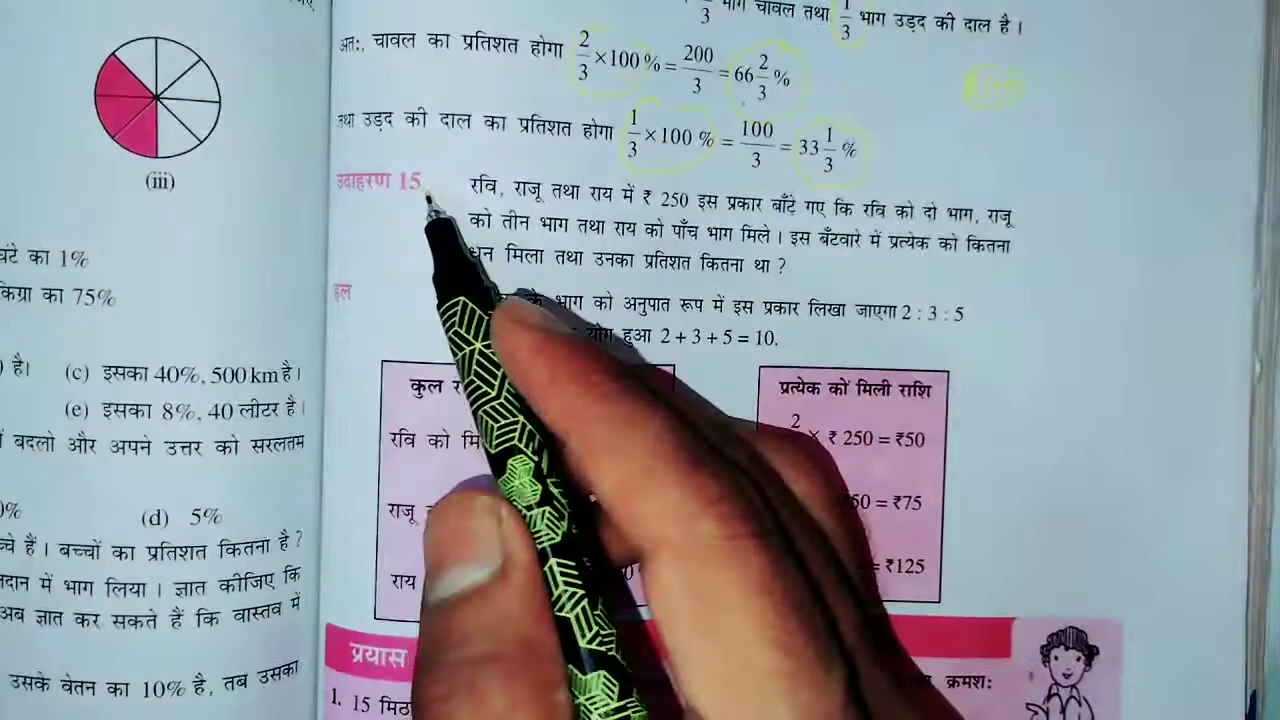 (iii)
घंटे का 1%
किग्रा का 75%
है। (c) इसका 40%, 500 km है।
(e) इसका 8%, 40 लीटर है।
बदलो और अपने उत्तर को सरलतम
(d) 5%
हैं। बच्चों का प्रतिशत कितना है ?
में भाग लिया। ज्ञात कीजिए कि
अब ज्ञात कर सकते हैं कि वास्तव में
उसके वेतन का 10% है, तब उसका
भाग चावल तथा 1/3 भाग उड़द की दाल है।
अतः, चावल का प्रतिशत होगा 2/3 × 100 % = 200/3 = 66 2/3 %
तथा उड़द की दाल का प्रतिशत होगा 1/3 × 100 % = 100/3 = 33 1/3 %
उदाहरण 15 रवि, राजू तथा राय में ₹ 250 इस प्रकार बाँटे गए कि रवि को दो भाग, राजू
को तीन भाग तथा राय को पाँच भाग मिले। इस बँटवारे में प्रत्येक को कितना
धन मिला तथा उनका प्रतिशत कितना था ?
हल के भाग को अनुपात रूप में इस प्रकार लिखा जाएगा 2 : 3 : 5
योग हुआ 2 + 3 + 5 = 10.
कुल प्रत्येक कों मिली राशि
रवि को × ₹ 250 = ₹50
राजू = ₹75
राय = ₹125
प्रयास
क्रमश:
1. 15